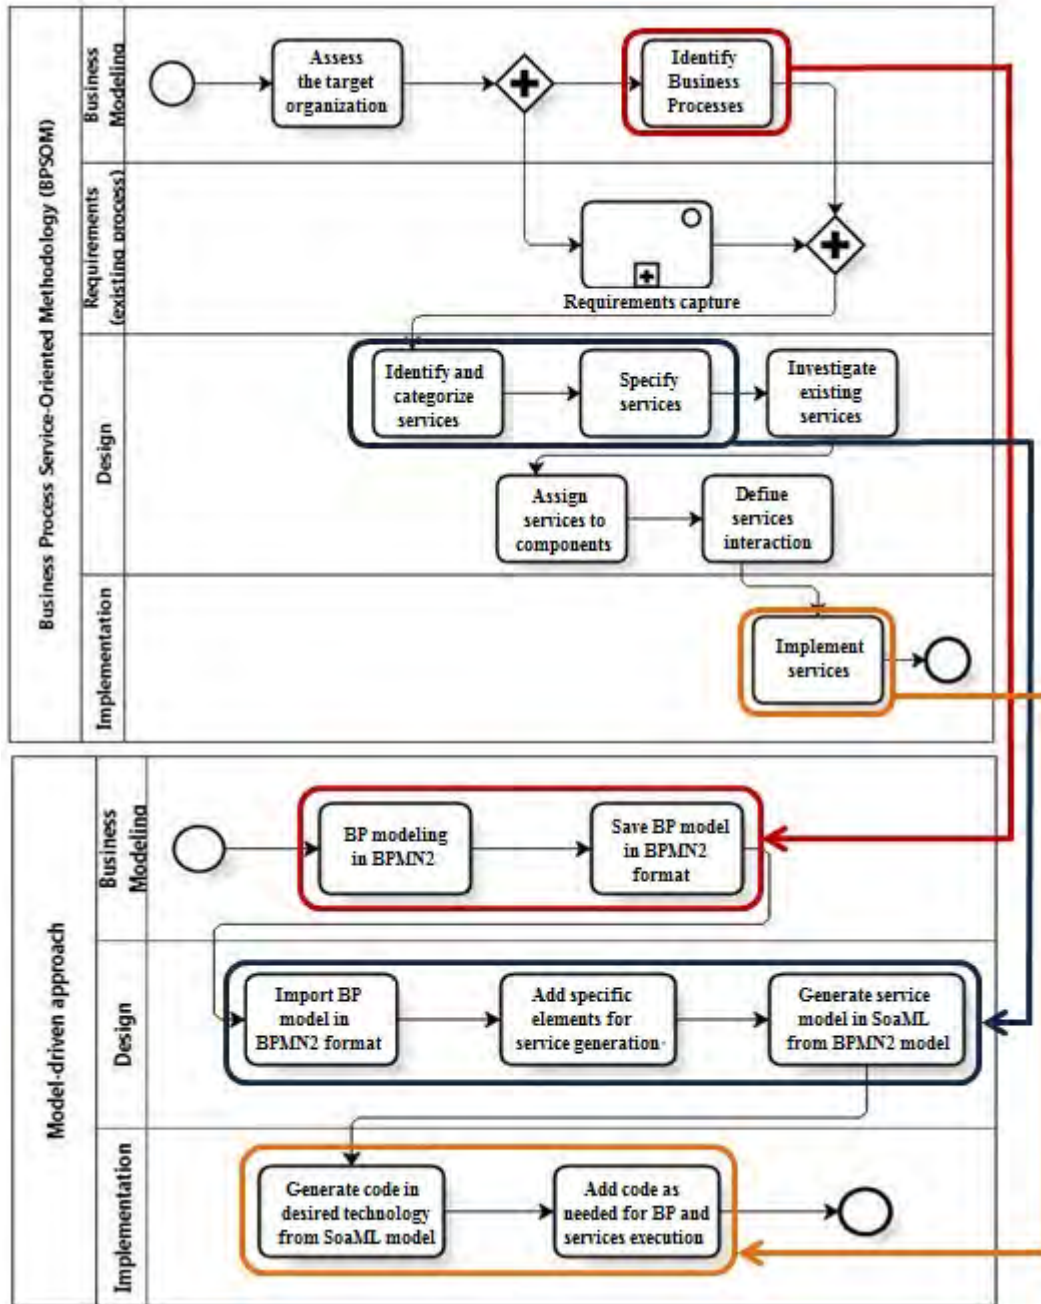 Business Process Service-Oriented Methodology (BPSOM)
Business
Modeling
Assess
the target
organization
Identify
Business
Processes
Requirements
(existing process)
Requirements capture
Design
Identify and
categorize
services
Specify
services
Investigate
existing
services
Assign
services to
components
Define
services
interaction
Implementation
Implement
services
Model-driven approach
Business
Modeling
BP modeling
in BPMN2
Save BP model
in BPMN2
format
Design
Import BP
model in
BPMN2 format
Add specific
elements for
service generation
Generate service
model in SoaML
from BPMN2 model
Implementation
Generate code in
desired technology
from SoaML model
Add code as
needed for BP and
services execution